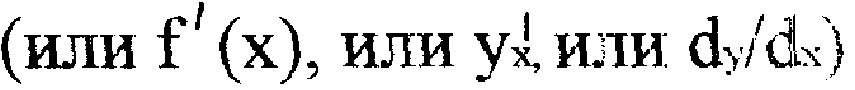 (или f'(x), или y'x, или dy/dx)